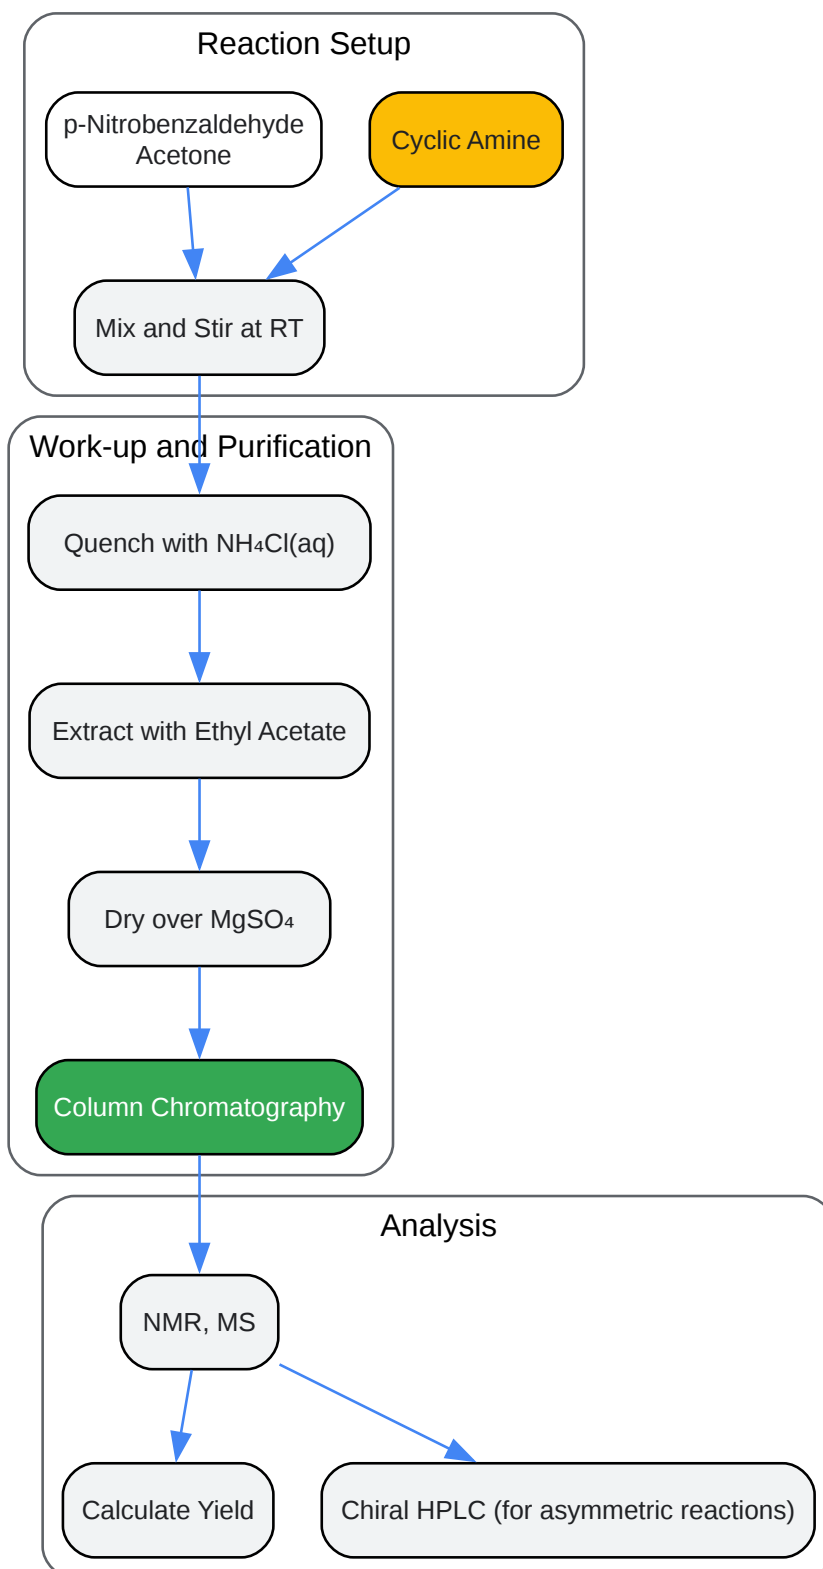 Reaction Setup
p-Nitrobenzaldehyde
Acetone
Cyclic Amine
Mix and Stir at RT
Work-up and Purification
Quench with NH₄Cl(aq)
Extract with Ethyl Acetate
Dry over MgSO₄
Column Chromatography
Analysis
NMR, MS
Calculate Yield
Chiral HPLC (for asymmetric reactions)